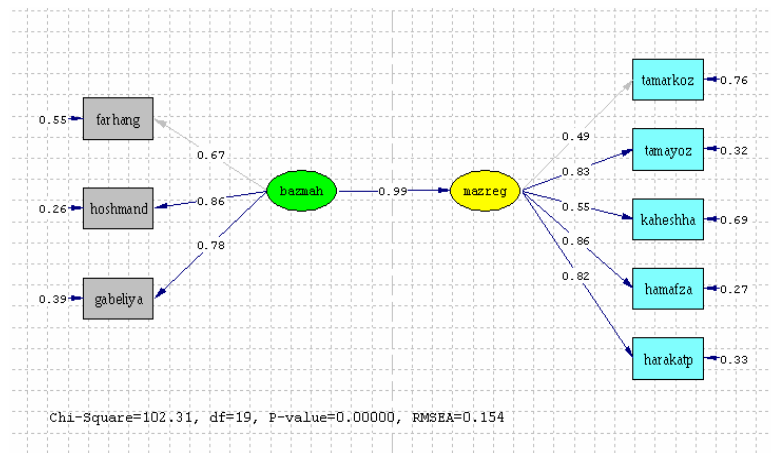 tamarkoz
0.76
farhang
0.55
0.49
tamayoz
0.32
0.67
0.83
bazmah
0.99
mazreg
hoshmand
0.26
0.86
0.55
kaheshha
0.69
0.78
0.86
0.82
gabeliya
0.39
hamafza
0.27
harakatp
0.33
Chi-Square=102.31, df=19, P-value=0.00000, RMSEA=0.154